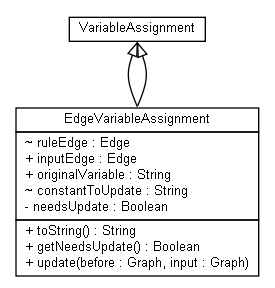 VariableAssignment
EdgeVariableAssignment
~ ruleEdge : Edge
+ inputEdge : Edge
+ originalVariable : String
~ constantToUpdate : String
- needsUpdate : Boolean
+ toString() : String
+ getNeedsUpdate() : Boolean
+ update(before : Graph, input : Graph)